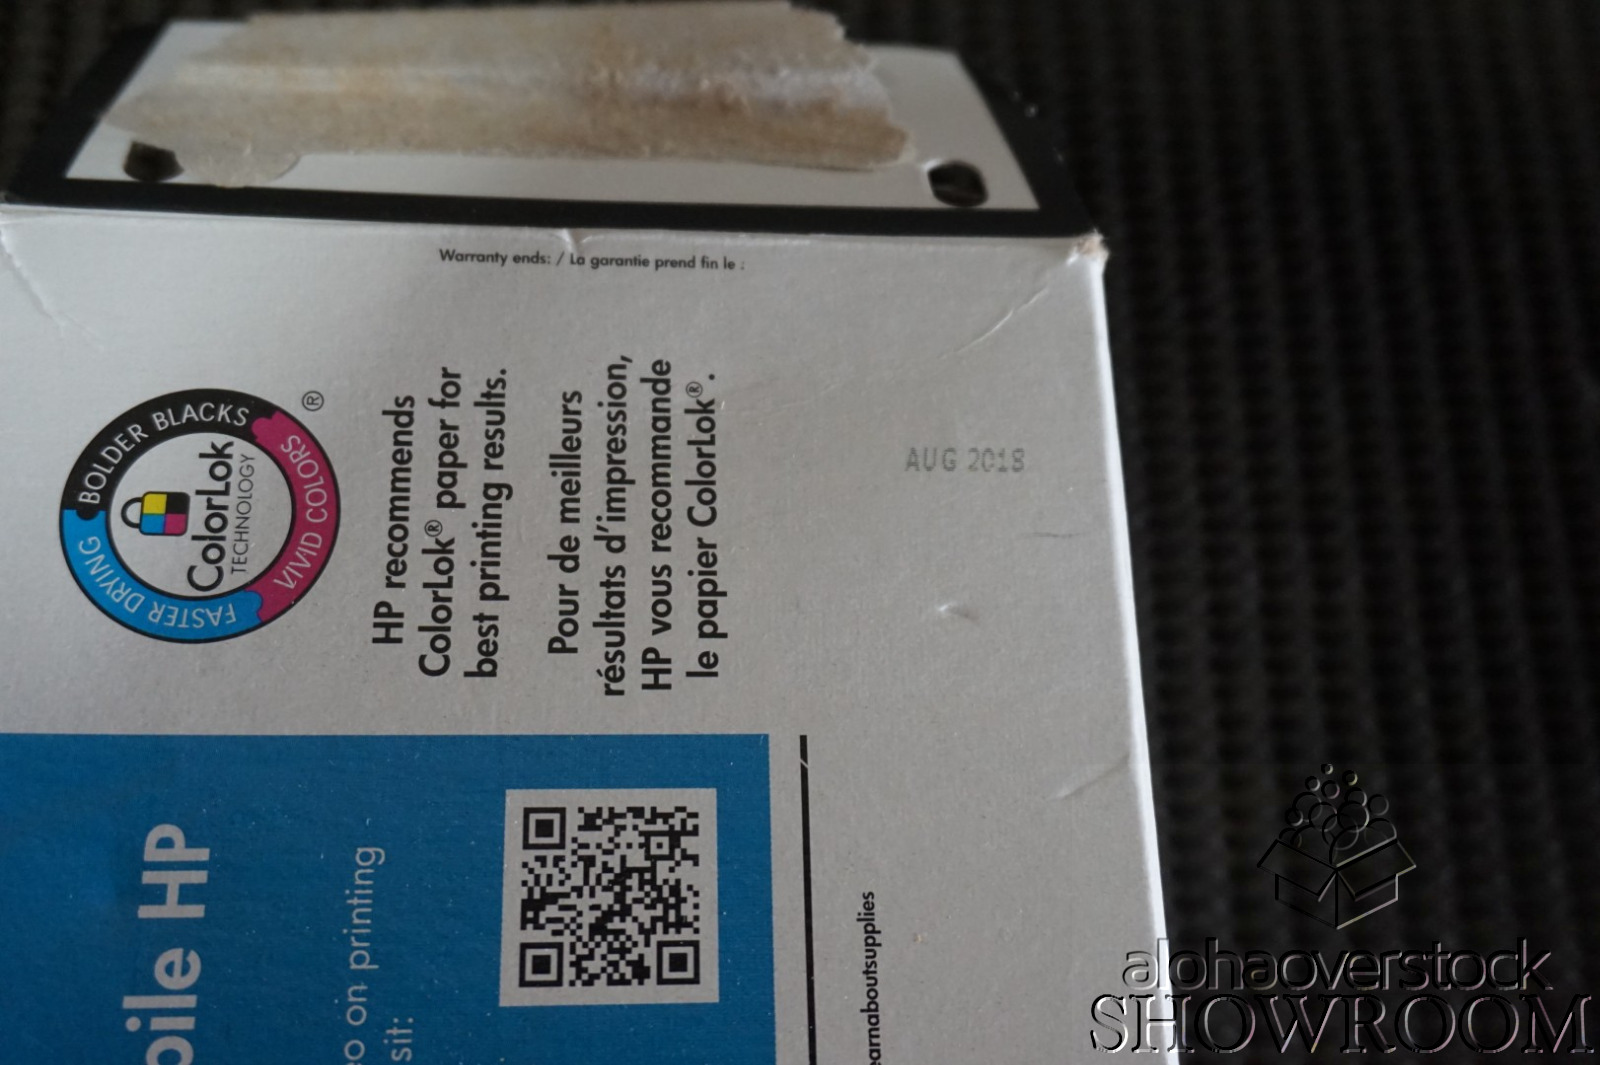 Warranty ends: / La garantie prend fin le :
AUG 2018
BOLDER BLACKS
VIVID COLORS
FASTER DRYING
ColorLok
TECHNOLOGY
®
HP recommends
ColorLok® paper for
best printing results.
Pour de meilleurs
résultats d'impression,
HP vous recommande
le papier ColorLok®.
bile HP
eo on printing
sit:
earnaboutsupplies
alohaoverstock
SHOWROOM